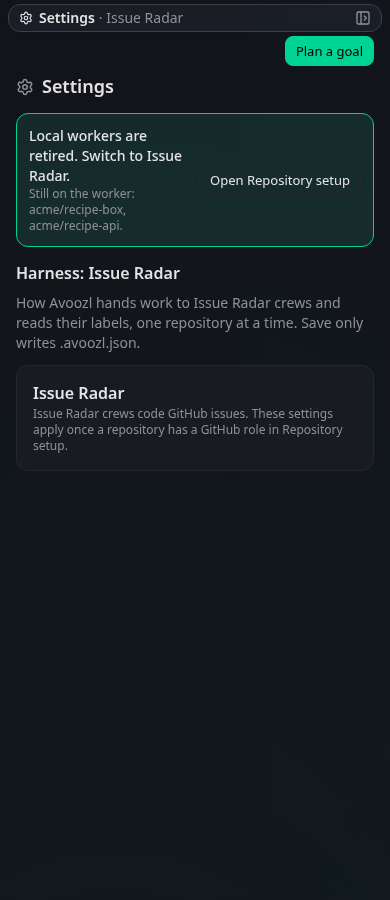 Settings · Issue Radar
Plan a goal
Settings
Local workers are
retired. Switch to Issue
Radar.
Still on the worker:
acme/recipe-box,
acme/recipe-api.
Open Repository setup
Harness: Issue Radar
How Avoozl hands work to Issue Radar crews and
reads their labels, one repository at a time. Save only
writes .avoozl.json.
Issue Radar
Issue Radar crews code GitHub issues. These settings
apply once a repository has a GitHub role in Repository
setup.